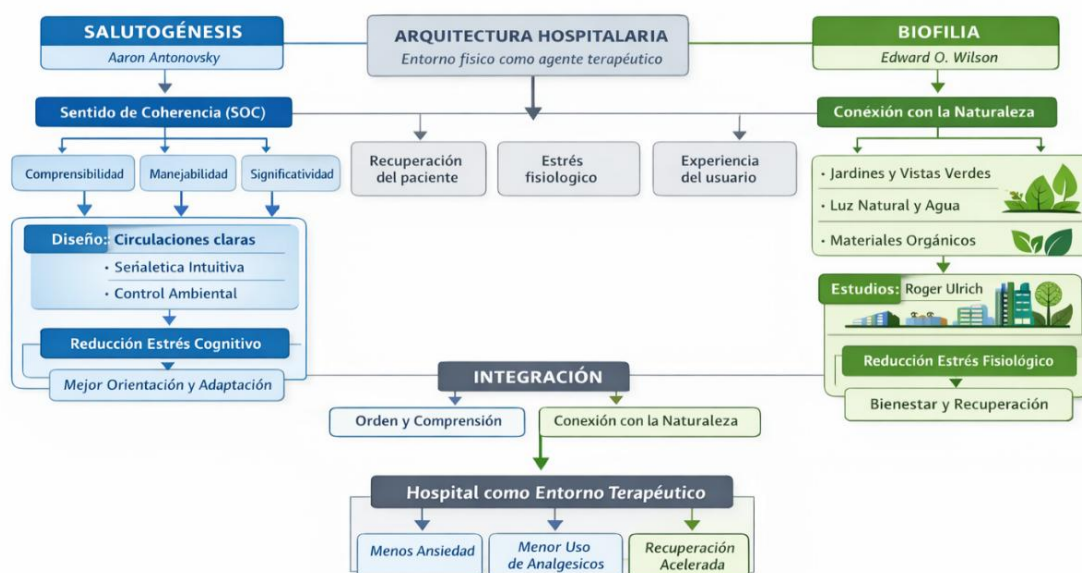 SALUTOGÉNESIS
Aaron Antonovsky
ARQUITECTURA HOSPITALARIA
Entorno físico como agente terapéutico
BIOFILIA
Edward O. Wilson
Sentido de Coherencia (SOC)
Comprensibilidad
Manejabilidad
Significatividad
Diseño: Circulaciones claras
· Señaletica Intuitiva
· Control Ambiental
Reducción Estrés Cognitivo
Mejor Orientación y Adaptación
Recuperación
del paciente
Estrés
fisiologico
Experiencia
del usuario
Conéxión con la Naturaleza
· Jardines y Vistas Verdes
· Luz Natural y Agua
· Materiales Orgánicos
Estudios: Roger Ulrich
Reducción Estrés Fisiológico
Bienestar y Recuperación
INTEGRACIÓN
Orden y Comprensión
Conexión con la Naturaleza
Hospital como Entorno Terapéutico
Menos Ansiedad
Menor Uso
de Analgesicos
Recuperación
Acelerada